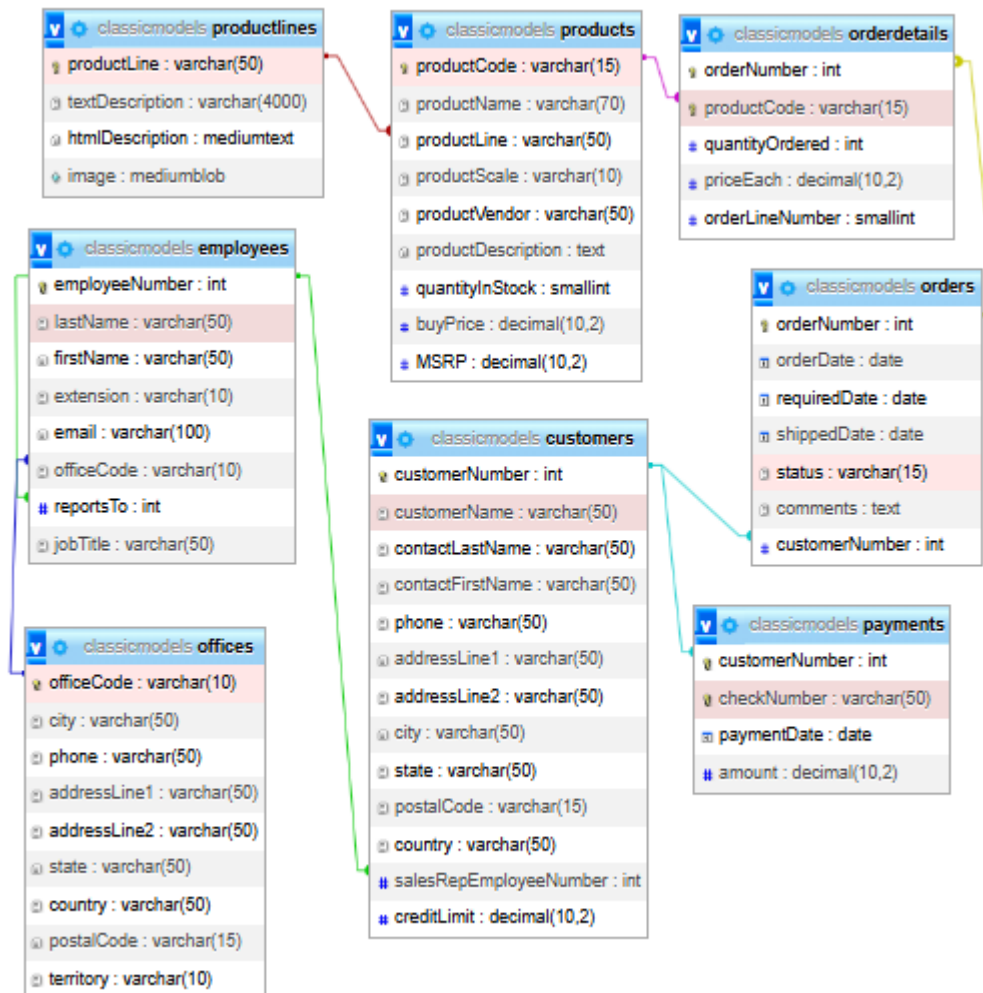 classicmodels productlines
productLine : varchar(50)
textDescription : varchar(4000)
htmlDescription : mediumtext
image : mediumblob
classicmodels products
productCode : varchar(15)
productName : varchar(70)
productLine : varchar(50)
productScale : varchar(10)
productVendor : varchar(50)
productDescription : text
quantityInStock : smallint
buyPrice : decimal(10,2)
MSRP : decimal(10,2)
classicmodels orderdetails
orderNumber : int
productCode : varchar(15)
quantityOrdered : int
priceEach : decimal(10,2)
orderLineNumber : smallint
classicmodels employees
employeeNumber : int
lastName : varchar(50)
firstName : varchar(50)
extension : varchar(10)
email : varchar(100)
officeCode : varchar(10)
reportsTo : int
jobTitle : varchar(50)
classicmodels orders
orderNumber : int
orderDate : date
requiredDate : date
shippedDate : date
status : varchar(15)
comments : text
customerNumber : int
classicmodels customers
customerNumber : int
customerName : varchar(50)
contactLastName : varchar(50)
contactFirstName : varchar(50)
phone : varchar(50)
addressLine1 : varchar(50)
addressLine2 : varchar(50)
city : varchar(50)
state : varchar(50)
postalCode : varchar(15)
country : varchar(50)
salesRepEmployeeNumber : int
creditLimit : decimal(10,2)
classicmodels payments
customerNumber : int
checkNumber : varchar(50)
paymentDate : date
amount : decimal(10,2)
classicmodels offices
officeCode : varchar(10)
city : varchar(50)
phone : varchar(50)
addressLine1 : varchar(50)
addressLine2 : varchar(50)
state : varchar(50)
country : varchar(50)
postalCode : varchar(15)
territory : varchar(10)